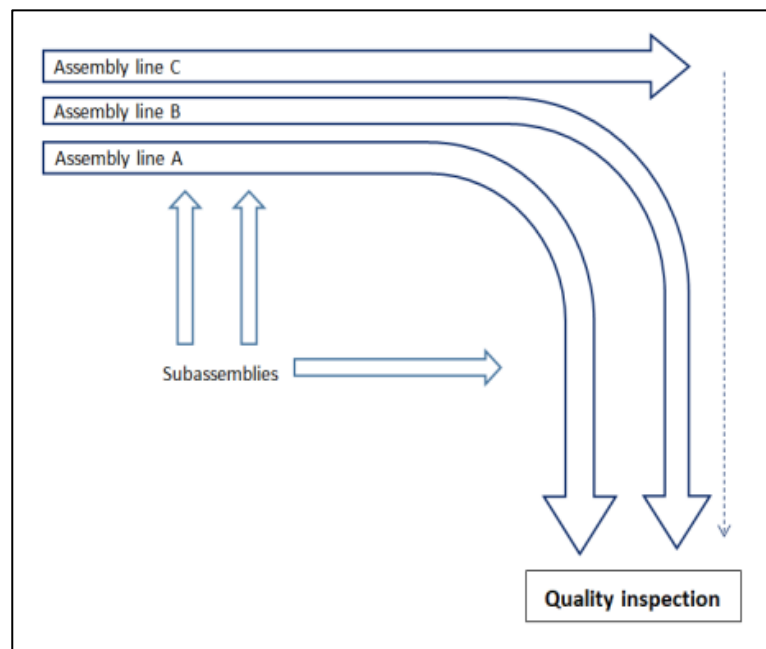 Assembly line C
Assembly line B
Assembly line A
Subassemblies
Quality inspection